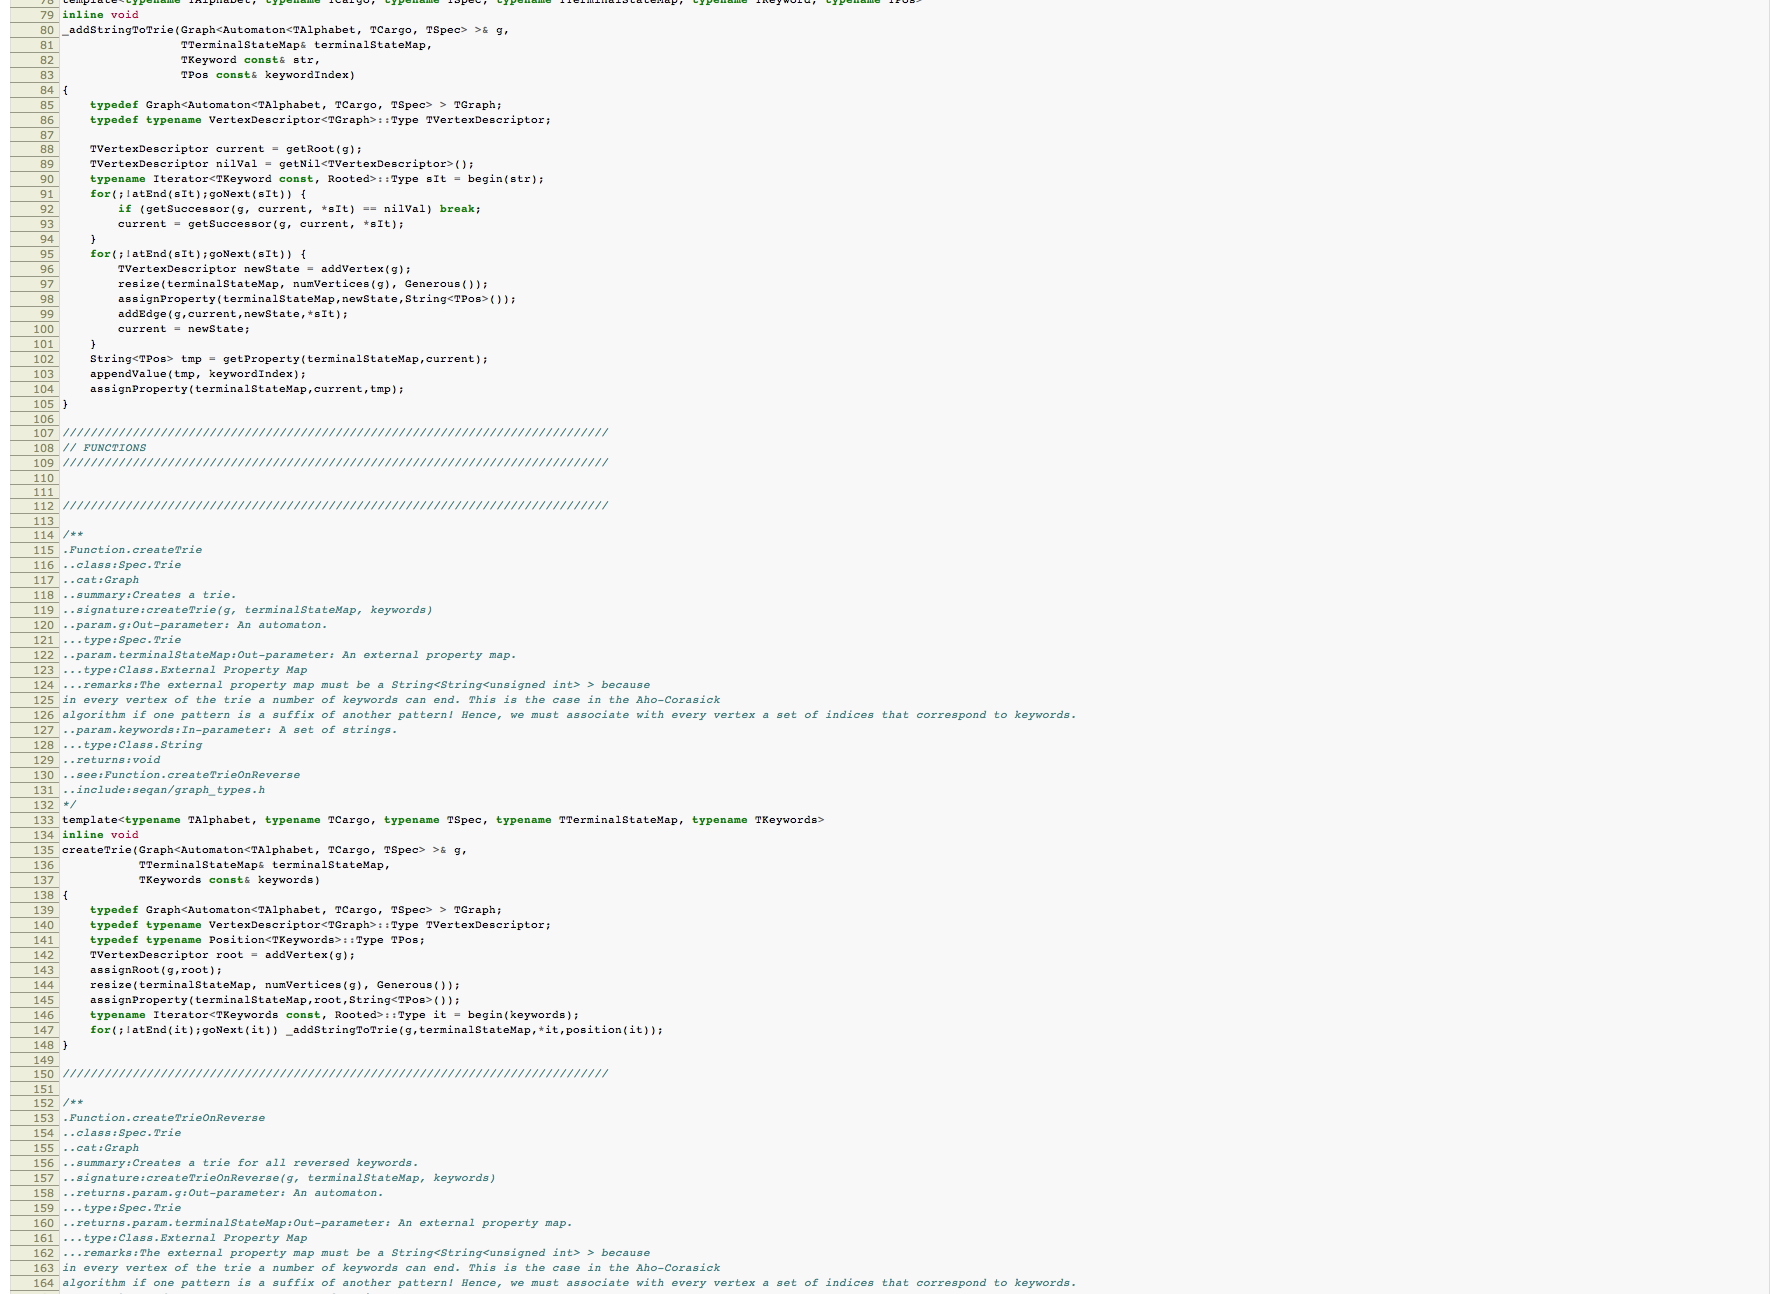 78 template<typename TAlphabet, typename TCargo, typename TSpec, typename TTerminalStateMap, typename TKeyword, typename TPos>
79 inline void
80 _addStringToTrie(Graph<Automaton<TAlphabet, TCargo, TSpec> >& g,
81                  TTerminalStateMap& terminalStateMap,
82                  TKeyword const& str,
83                  TPos const& keywordIndex)
84 {
85     typedef Graph<Automaton<TAlphabet, TCargo, TSpec> > TGraph;
86     typedef typename VertexDescriptor<TGraph>::Type TVertexDescriptor;
87
88     TVertexDescriptor current = getRoot(g);
89     TVertexDescriptor nilVal = getNil<TVertexDescriptor>();
90     typename Iterator<TKeyword const, Rooted>::Type sIt = begin(str);
91     for(;!atEnd(sIt);goNext(sIt)) {
92         if (getSuccessor(g, current, *sIt) == nilVal) break;
93         current = getSuccessor(g, current, *sIt);
94     }
95     for(;!atEnd(sIt);goNext(sIt)) {
96         TVertexDescriptor newState = addVertex(g);
97         resize(terminalStateMap, numVertices(g), Generous());
98         assignProperty(terminalStateMap,newState,String<TPos>());
99         addEdge(g,current,newState,*sIt);
100         current = newState;
101     }
102     String<TPos> tmp = getProperty(terminalStateMap,current);
103     appendValue(tmp, keywordIndex);
104     assignProperty(terminalStateMap,current,tmp);
105 }
106
107 //////////////////////////////////////////////////////////////////////////////
108 // FUNCTIONS
109 //////////////////////////////////////////////////////////////////////////////
110
111
112 //////////////////////////////////////////////////////////////////////////////
113
114 /**
115 .Function.createTrie
116 ..class:Spec.Trie
117 ..cat:Graph
118 ..summary:Creates a trie.
119 ..signature:createTrie(g, terminalStateMap, keywords)
120 ..param.g:Out-parameter: An automaton.
121 ...type:Spec.Trie
122 ..param.terminalStateMap:Out-parameter: An external property map.
123 ...type:Class.External Property Map
124 ...remarks:The external property map must be a String<String<unsigned int> > because
125 in every vertex of the trie a number of keywords can end. This is the case in the Aho-Corasick
126 algorithm if one pattern is a suffix of another pattern! Hence, we must associate with every vertex a set of indices that correspond to keywords.
127 ..param.keywords:In-parameter: A set of strings.
128 ...type:Class.String
129 ..returns:void
130 ..see:Function.createTrieOnReverse
131 ..include:seqan/graph_types.h
132 */
133 template<typename TAlphabet, typename TCargo, typename TSpec, typename TTerminalStateMap, typename TKeywords>
134 inline void
135 createTrie(Graph<Automaton<TAlphabet, TCargo, TSpec> >& g,
136            TTerminalStateMap& terminalStateMap,
137            TKeywords const& keywords)
138 {
139     typedef Graph<Automaton<TAlphabet, TCargo, TSpec> > TGraph;
140     typedef typename VertexDescriptor<TGraph>::Type TVertexDescriptor;
141     typedef typename Position<TKeywords>::Type TPos;
142     TVertexDescriptor root = addVertex(g);
143     assignRoot(g,root);
144     resize(terminalStateMap, numVertices(g), Generous());
145     assignProperty(terminalStateMap,root,String<TPos>());
146     typename Iterator<TKeywords const, Rooted>::Type it = begin(keywords);
147     for(;!atEnd(it);goNext(it)) _addStringToTrie(g,terminalStateMap,*it,position(it));
148 }
149
150 //////////////////////////////////////////////////////////////////////////////
151
152 /**
153 .Function.createTrieOnReverse
154 ..class:Spec.Trie
155 ..cat:Graph
156 ..summary:Creates a trie for all reversed keywords.
157 ..signature:createTrieOnReverse(g, terminalStateMap, keywords)
158 ..returns.param.g:Out-parameter: An automaton.
159 ...type:Spec.Trie
160 ..returns.param.terminalStateMap:Out-parameter: An external property map.
161 ...type:Class.External Property Map
162 ...remarks:The external property map must be a String<String<unsigned int> > because
163 in every vertex of the trie a number of keywords can end. This is the case in the Aho-Corasick
164 algorithm if one pattern is a suffix of another pattern! Hence, we must associate with every vertex a set of indices that correspond to keywords.